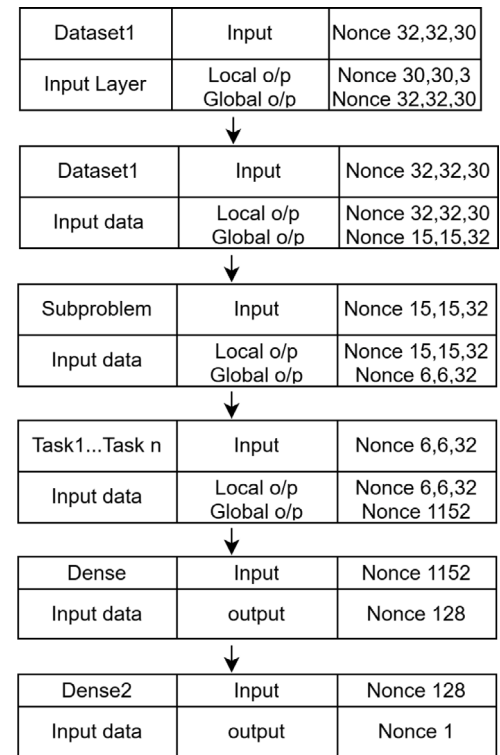 Dataset1 Input Nonce 32,32,30
Input Layer Local o/p Nonce 30,30,3
Global o/p Nonce 32,32,30
Dataset1 Input Nonce 32,32,30
Input data Local o/p Nonce 32,32,30
Global o/p Nonce 15,15,32
Subproblem Input Nonce 15,15,32
Input data Local o/p Nonce 15,15,32
Global o/p Nonce 6,6,32
Task1...Task n Input Nonce 6,6,32
Input data Local o/p Nonce 6,6,32
Global o/p Nonce 1152
Dense Input Nonce 1152
Input data output Nonce 128
Dense2 Input Nonce 128
Input data output Nonce 1